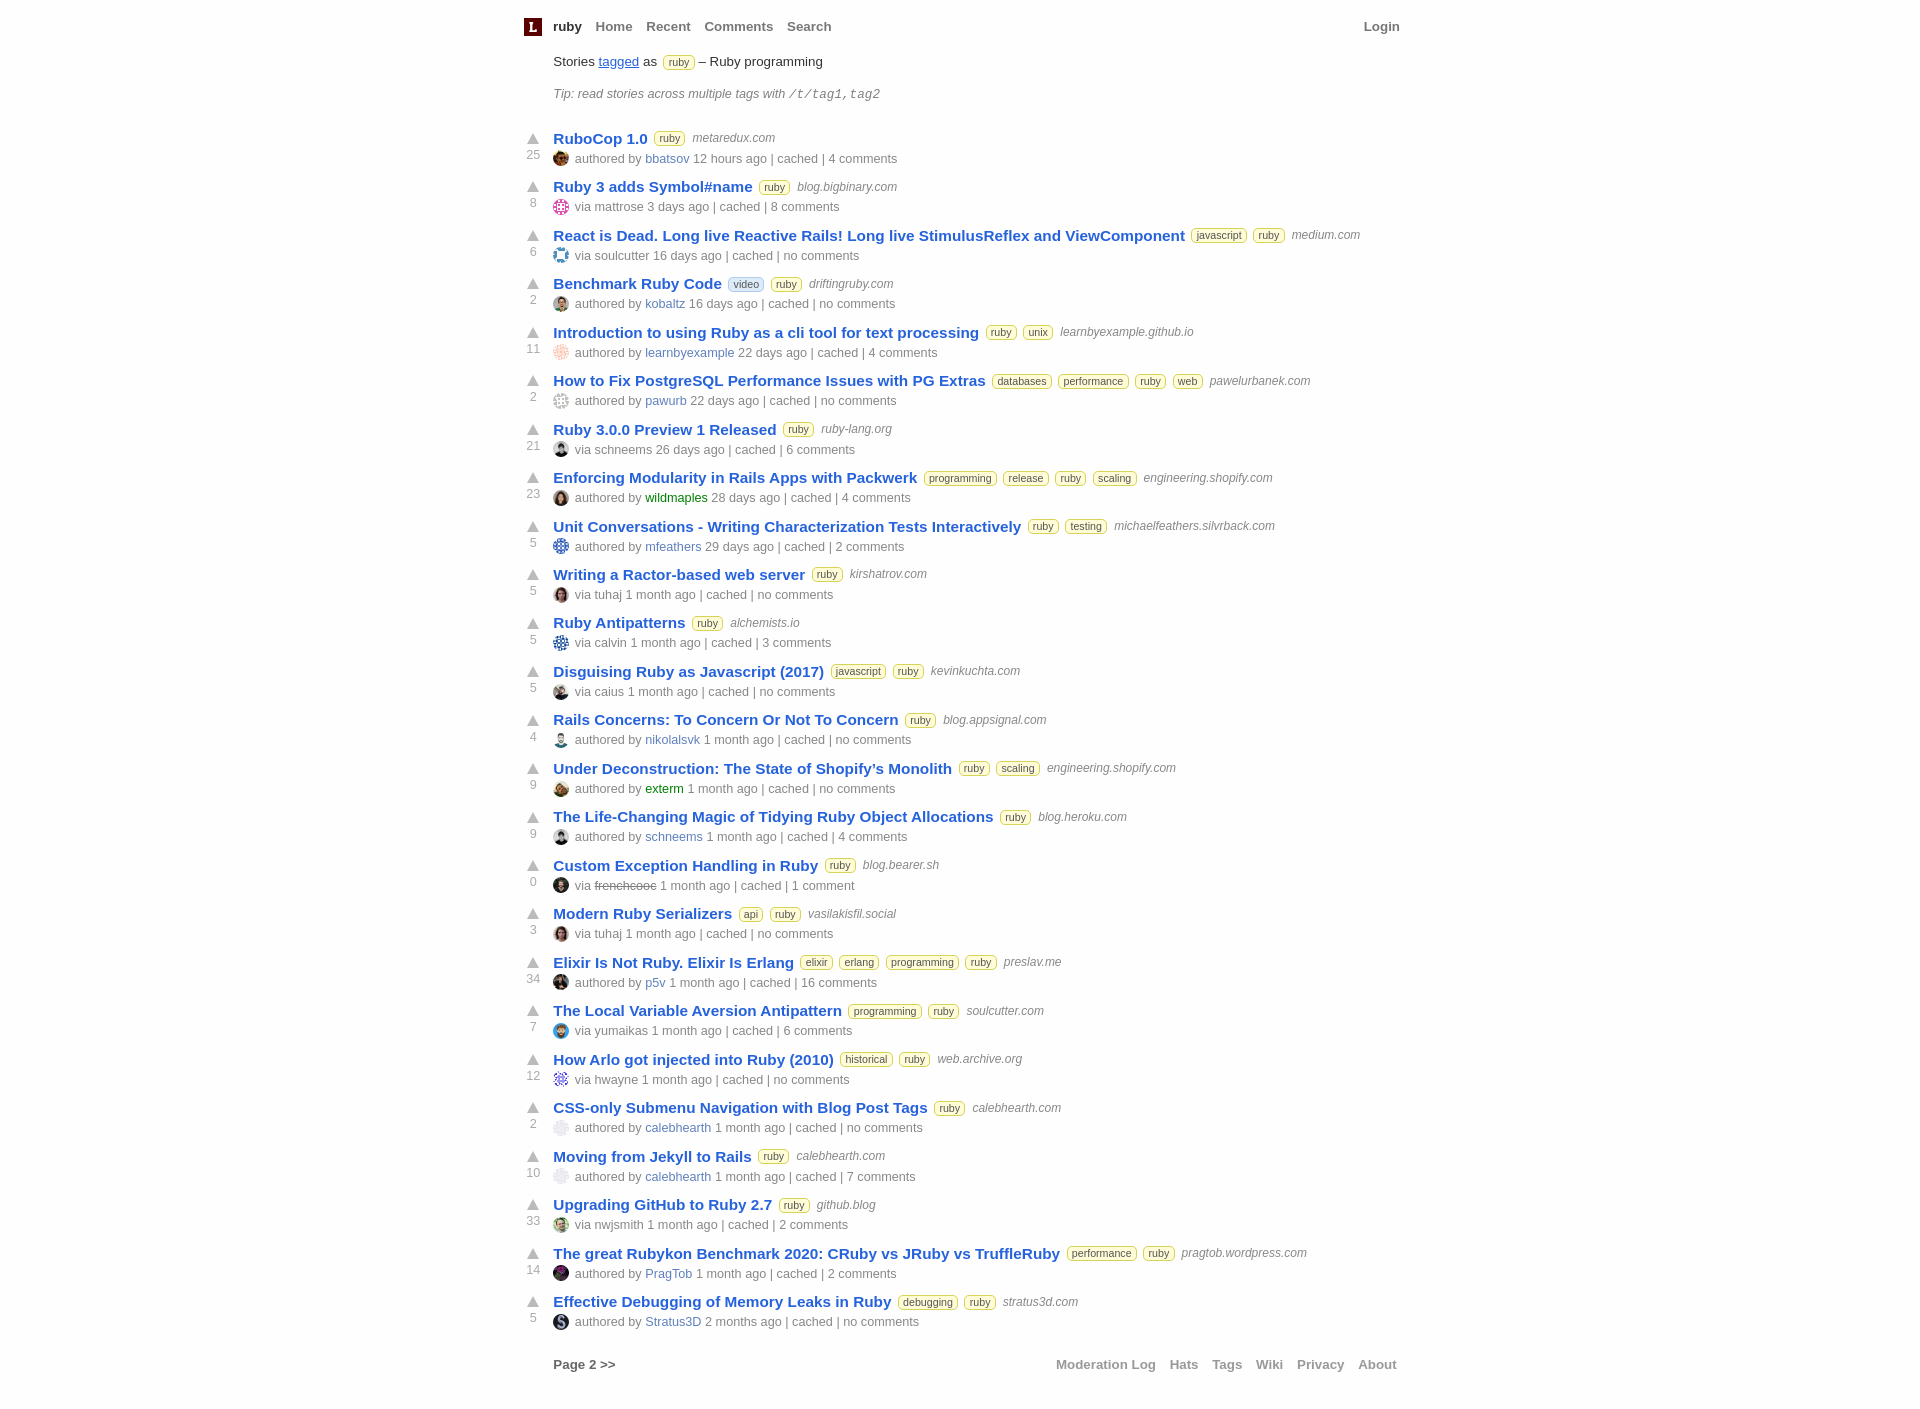 L ruby Home Recent Comments Search Login
Stories tagged as ruby – Ruby programming
Tip: read stories across multiple tags with /t/tag1,tag2
RuboCop 1.0 ruby metaredux.com
25 authored by bbatsov 12 hours ago | cached | 4 comments
Ruby 3 adds Symbol#name ruby blog.bigbinary.com
8 via mattrose 3 days ago | cached | 8 comments
React is Dead. Long live Reactive Rails! Long live StimulusReflex and ViewComponent javascript ruby medium.com
6 via soulcutter 16 days ago | cached | no comments
Benchmark Ruby Code video ruby driftingruby.com
2 authored by kobaltz 16 days ago | cached | no comments
Introduction to using Ruby as a cli tool for text processing ruby unix learnbyexample.github.io
11 authored by learnbyexample 22 days ago | cached | 4 comments
How to Fix PostgreSQL Performance Issues with PG Extras databases performance ruby web pawelurbanek.com
2 authored by pawurb 22 days ago | cached | no comments
Ruby 3.0.0 Preview 1 Released ruby ruby-lang.org
21 via schneems 26 days ago | cached | 6 comments
Enforcing Modularity in Rails Apps with Packwerk programming release ruby scaling engineering.shopify.com
23 authored by wildmaples 28 days ago | cached | 4 comments
Unit Conversations - Writing Characterization Tests Interactively ruby testing michaelfeathers.silvrback.com
5 authored by mfeathers 29 days ago | cached | 2 comments
Writing a Ractor-based web server ruby kirshatrov.com
5 via tuhaj 1 month ago | cached | no comments
Ruby Antipatterns ruby alchemists.io
5 via calvin 1 month ago | cached | 3 comments
Disguising Ruby as Javascript (2017) javascript ruby kevinkuchta.com
5 via caius 1 month ago | cached | no comments
Rails Concerns: To Concern Or Not To Concern ruby blog.appsignal.com
4 authored by nikolalsvk 1 month ago | cached | no comments
Under Deconstruction: The State of Shopify’s Monolith ruby scaling engineering.shopify.com
9 authored by exterm 1 month ago | cached | no comments
The Life-Changing Magic of Tidying Ruby Object Allocations ruby blog.heroku.com
9 authored by schneems 1 month ago | cached | 4 comments
Custom Exception Handling in Ruby ruby blog.bearer.sh
0 via frenchcooc 1 month ago | cached | 1 comment
Modern Ruby Serializers api ruby vasilakisfil.social
3 via tuhaj 1 month ago | cached | no comments
Elixir Is Not Ruby. Elixir Is Erlang elixir erlang programming ruby preslav.me
34 authored by p5v 1 month ago | cached | 16 comments
The Local Variable Aversion Antipattern programming ruby soulcutter.com
7 via yumaikas 1 month ago | cached | 6 comments
How Arlo got injected into Ruby (2010) historical ruby web.archive.org
12 via hwayne 1 month ago | cached | no comments
CSS-only Submenu Navigation with Blog Post Tags ruby calebhearth.com
2 authored by calebhearth 1 month ago | cached | no comments
Moving from Jekyll to Rails ruby calebhearth.com
10 authored by calebhearth 1 month ago | cached | 7 comments
Upgrading GitHub to Ruby 2.7 ruby github.blog
33 via nwjsmith 1 month ago | cached | 2 comments
The great Rubykon Benchmark 2020: CRuby vs JRuby vs TruffleRuby performance ruby pragtob.wordpress.com
14 authored by PragTob 1 month ago | cached | 2 comments
Effective Debugging of Memory Leaks in Ruby debugging ruby stratus3d.com
5 authored by Stratus3D 2 months ago | cached | no comments
Page 2 >> Moderation Log Hats Tags Wiki Privacy About